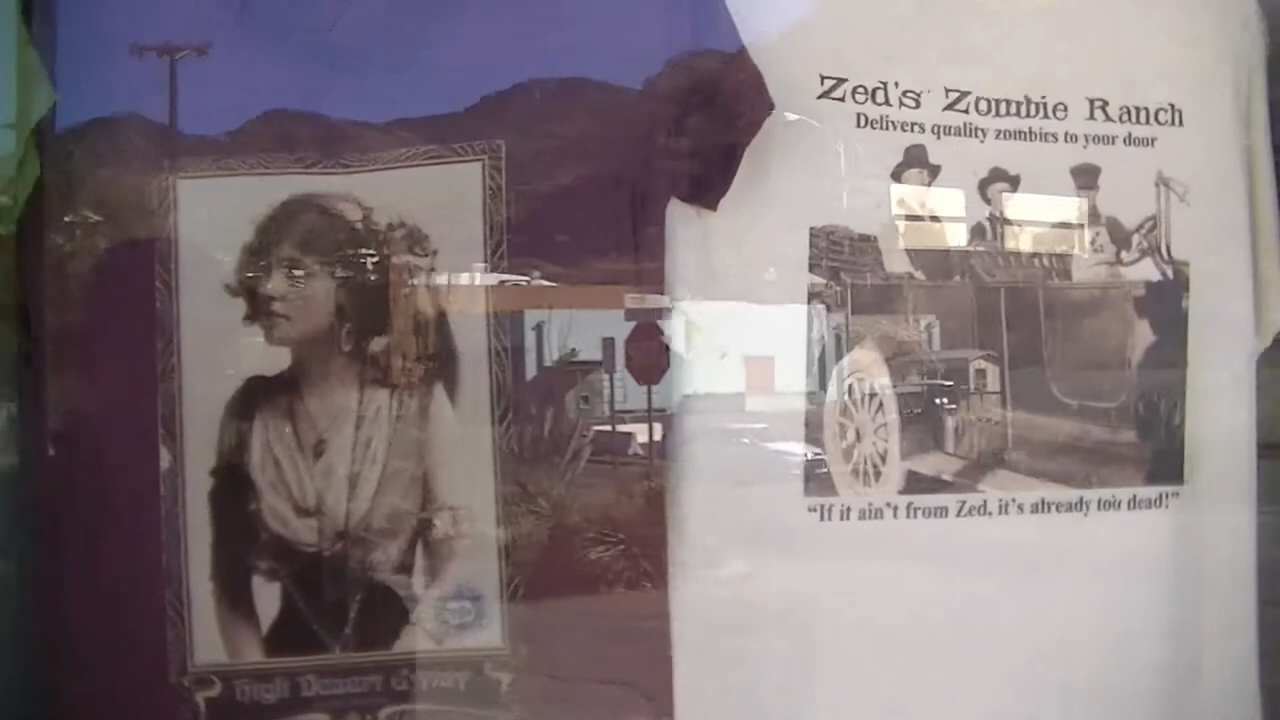 Zed's Zombie Ranch
Delivers quality zombies to your door
"If it ain't from Zed, it's already too dead!"
High Desert